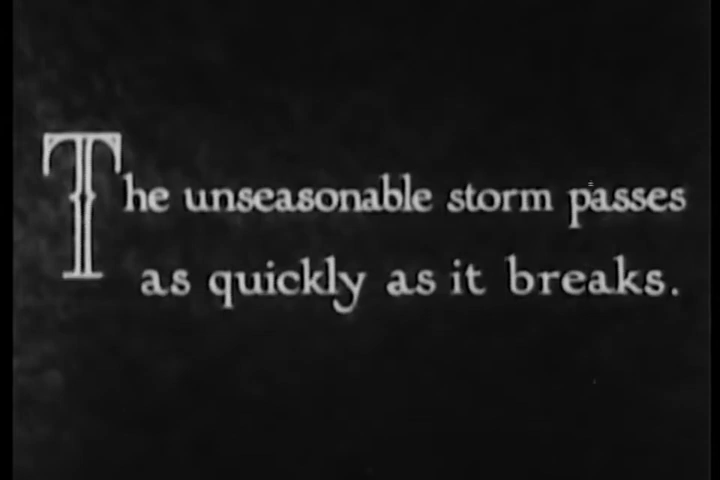 The unseasonable storm passes
as quickly as it breaks.